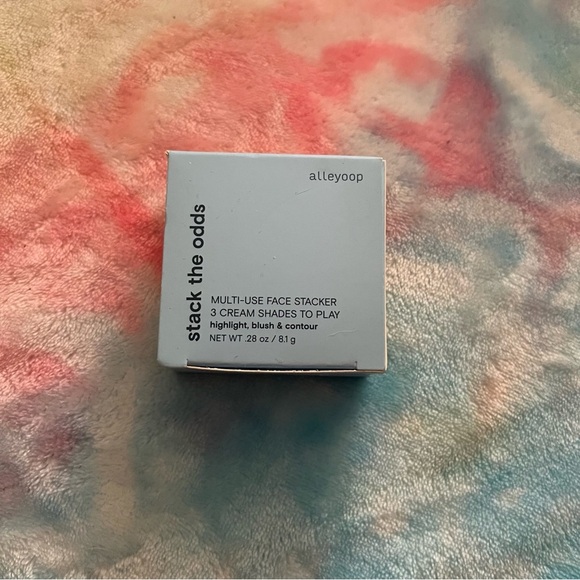 alleyoop
stack the odds
MULTI-USE FACE STACKER
3 CREAM SHADES TO PLAY
highlight, blush & contour
NET WT .28 oz / 8.1 g